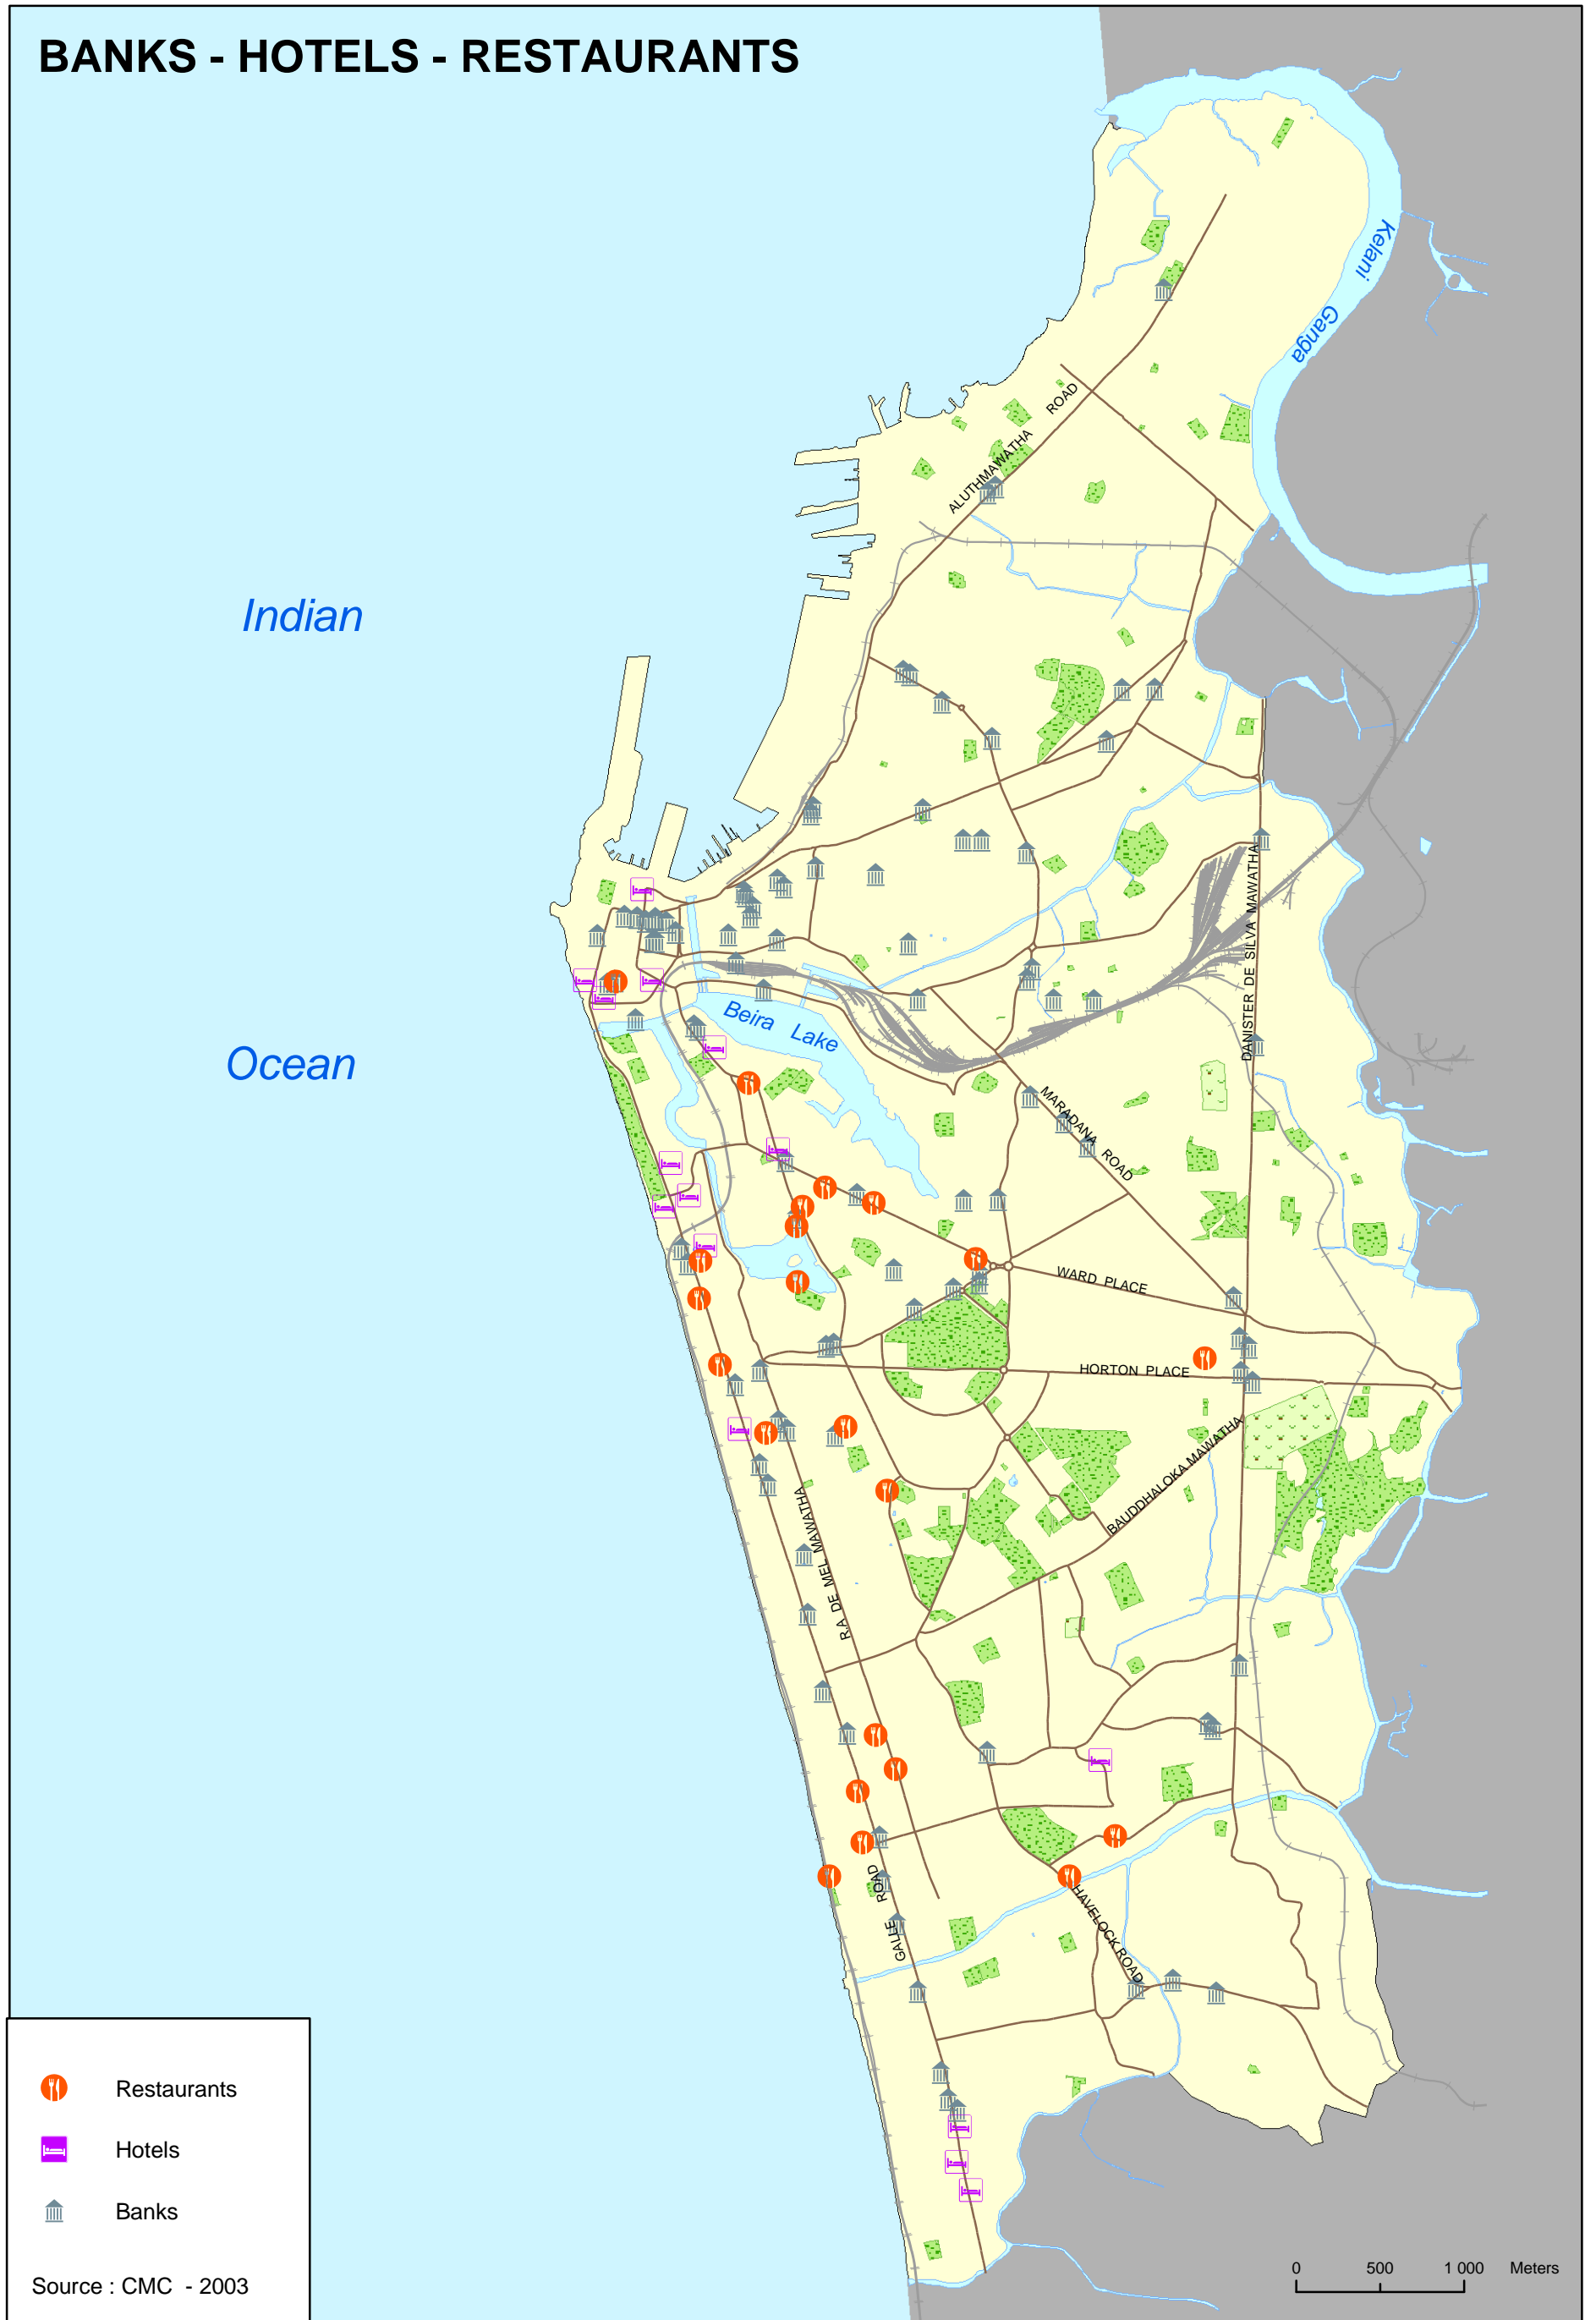 BANKS - HOTELS - RESTAURANTS
Kelani
Ganga
ALUTHMAWATHA ROAD
Indian
Ocean
DANISTER DE SILVA MAWATHA
Beira Lake
MARADANA ROAD
WARD PLACE
HORTON PLACE
BAUDDHALOKA MAWATHA
R.A. DE MEL MAWATHA
GALLE ROAD
HAVELOCK ROAD
Restaurants
Hotels
Banks
Source : CMC - 2003
0 500 1 000 Meters